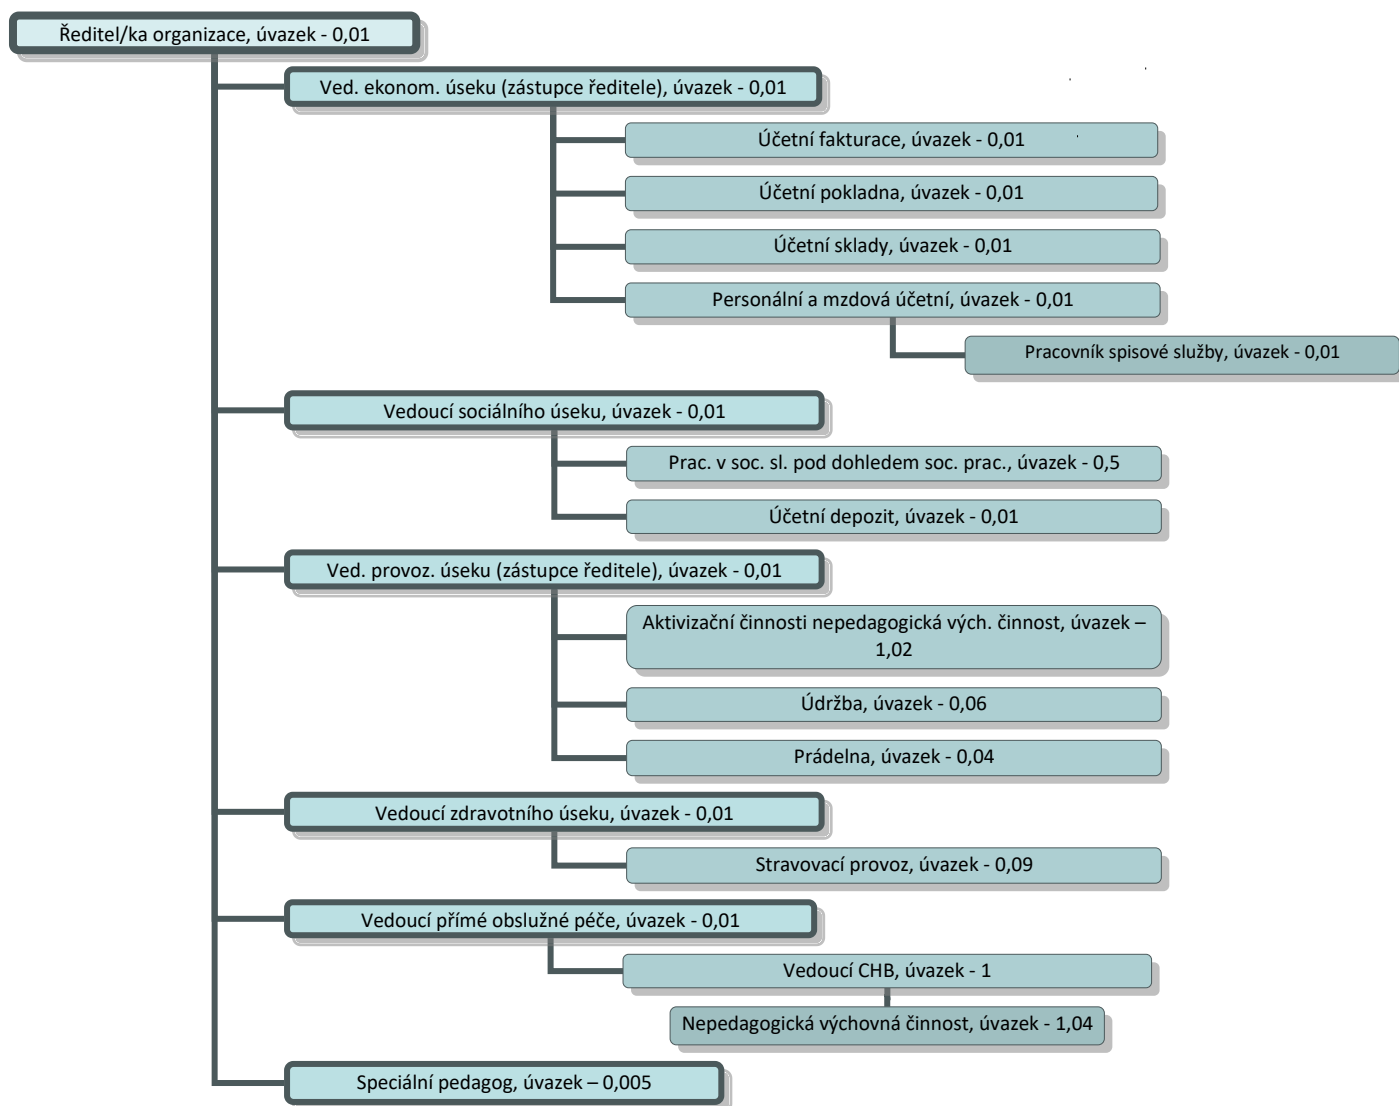 Ředitel/ka organizace, úvazek - 0,01
Ved. ekonom. úseku (zástupce ředitele), úvazek - 0,01
Účetní fakturace, úvazek - 0,01
Účetní pokladna, úvazek - 0,01
Účetní sklady, úvazek - 0,01
Personální a mzdová účetní, úvazek - 0,01
Pracovník spisové služby, úvazek - 0,01
Vedoucí sociálního úseku, úvazek - 0,01
Prac. v soc. sl. pod dohledem soc. prac., úvazek - 0,5
Účetní depozit, úvazek - 0,01
Ved. provoz. úseku (zástupce ředitele), úvazek - 0,01
Aktivizační činnosti nepedagogická vých. činnost, úvazek –
1,02
Údržba, úvazek - 0,06
Prádelna, úvazek - 0,04
Vedoucí zdravotního úseku, úvazek - 0,01
Stravovací provoz, úvazek - 0,09
Vedoucí přímé obslužné péče, úvazek - 0,01
Vedoucí CHB, úvazek - 1
Nepedagogická výchovná činnost, úvazek - 1,04
Speciální pedagog, úvazek – 0,005